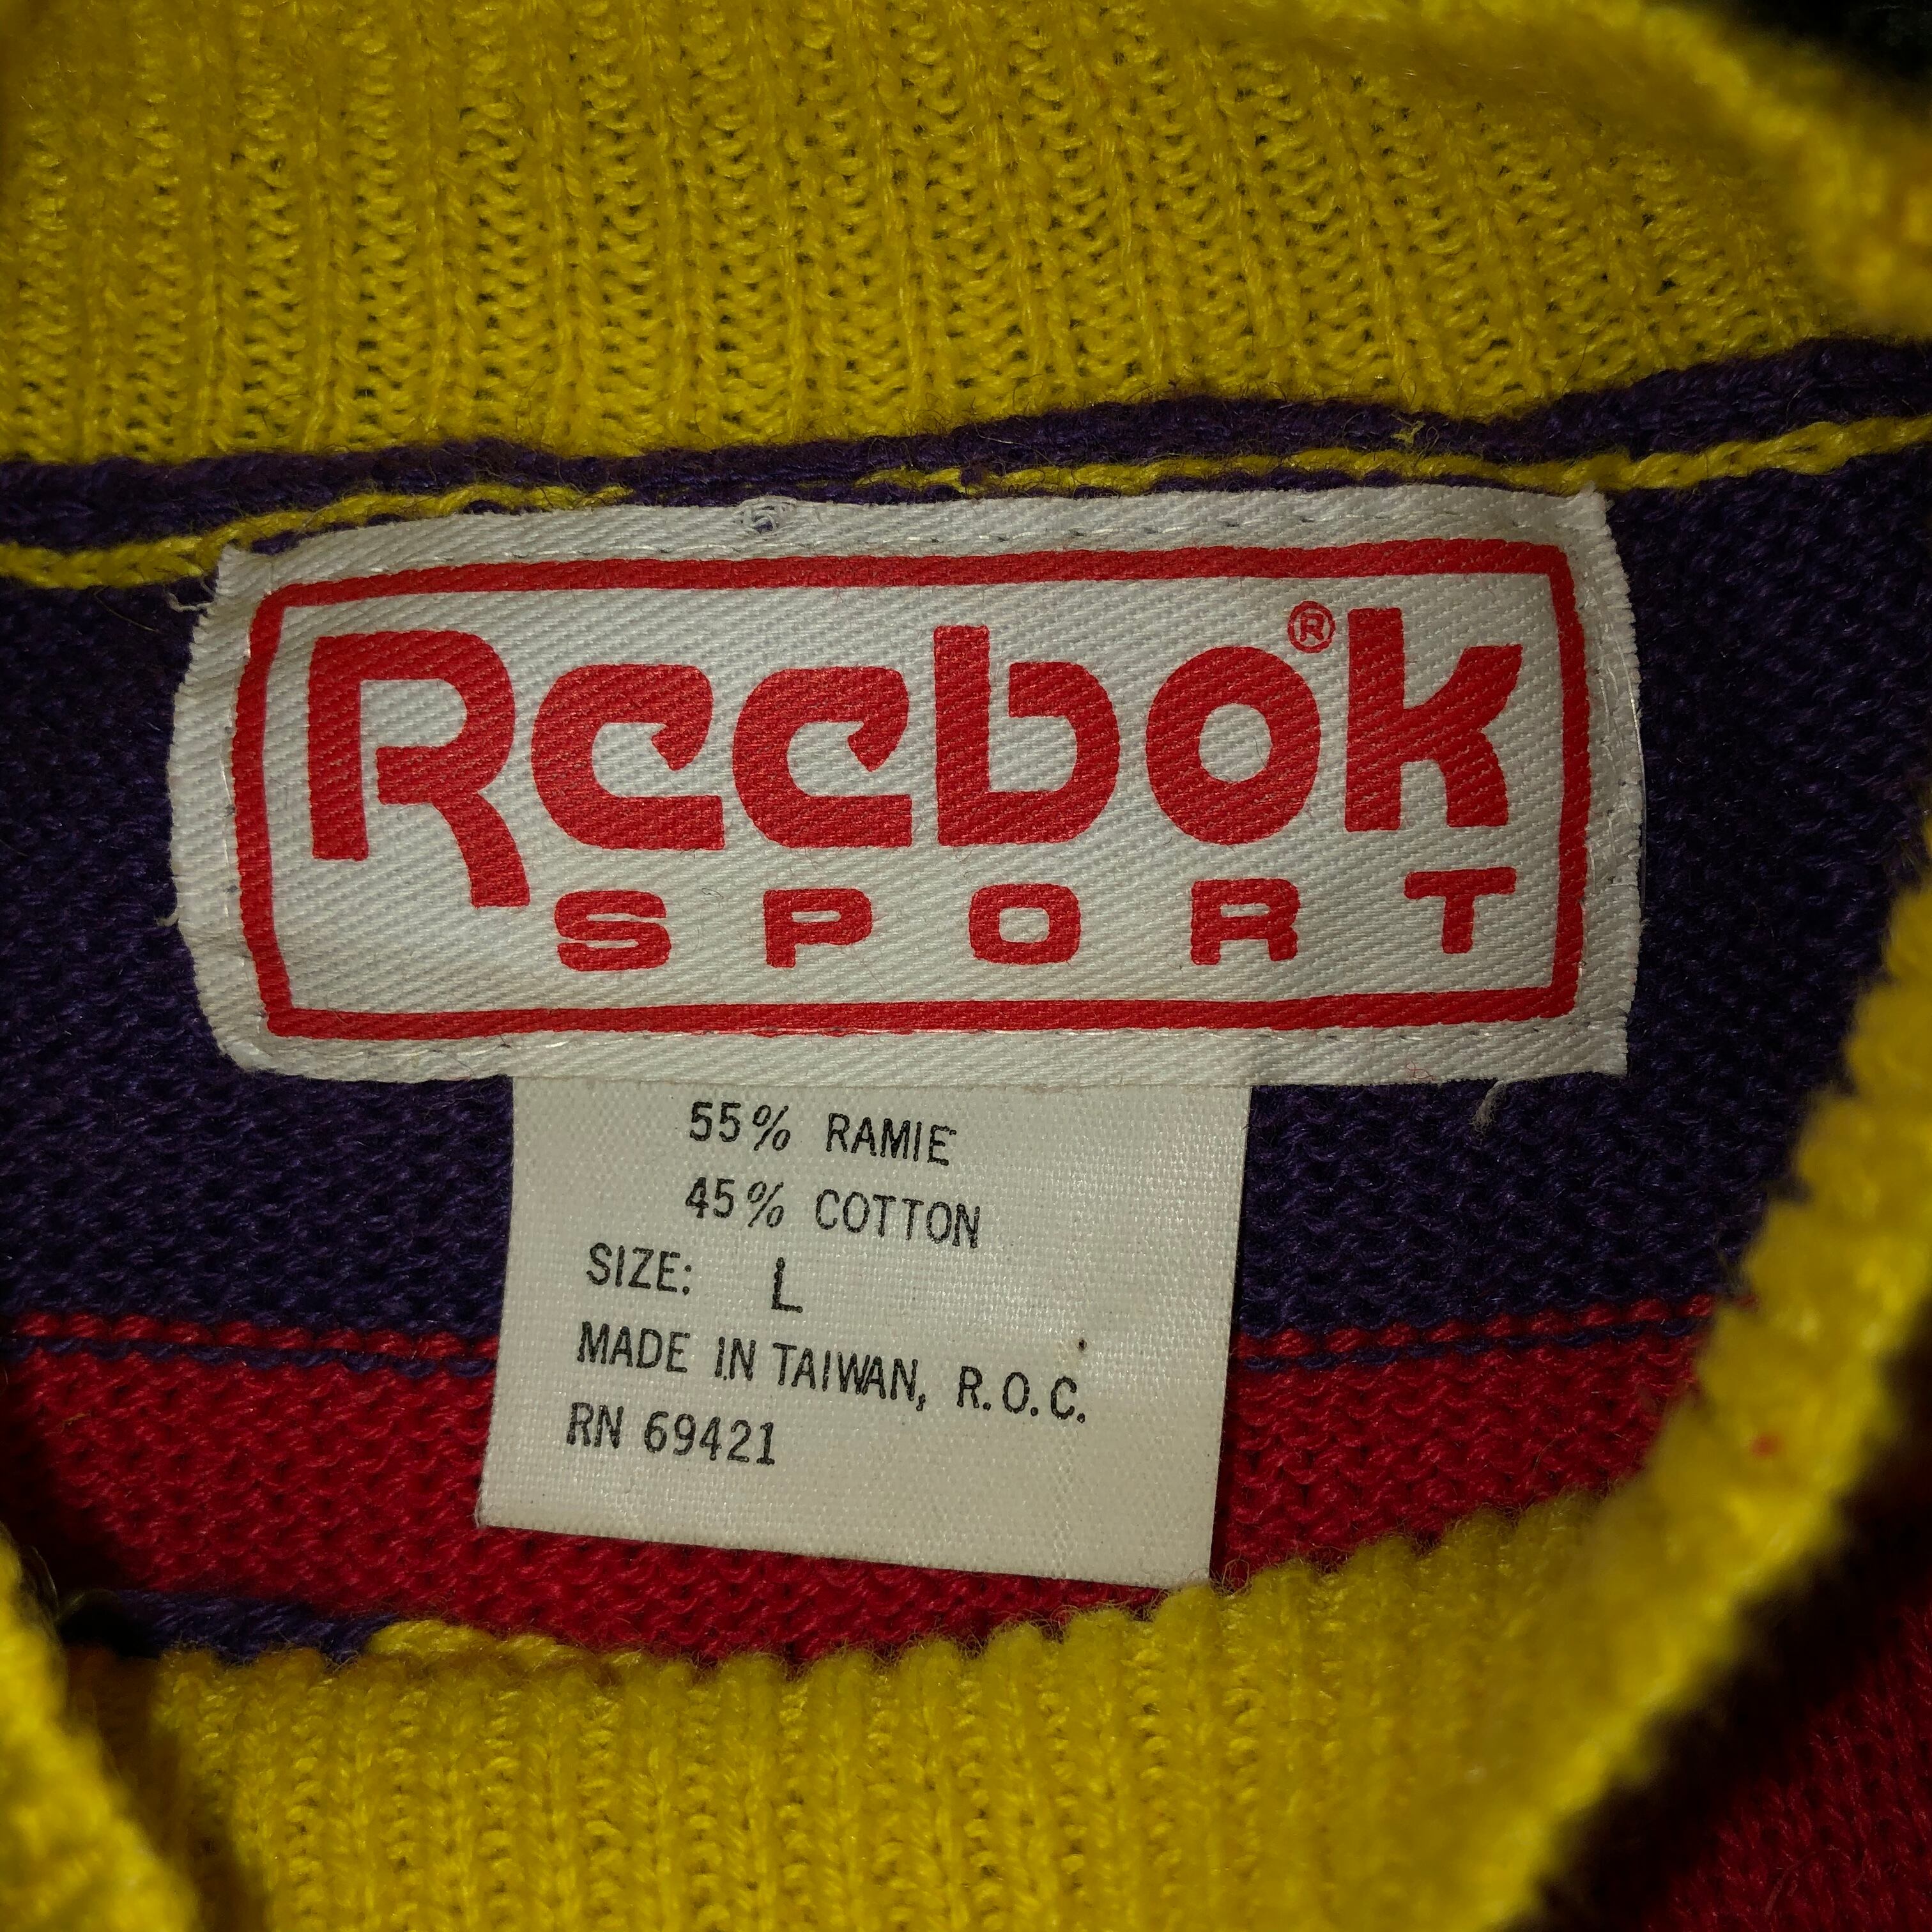 Reebok®
SPORT
55% RAMIE
45% COTTON
SIZE: L
MADE IN TAIWAN, R.O.C.
RN 69421